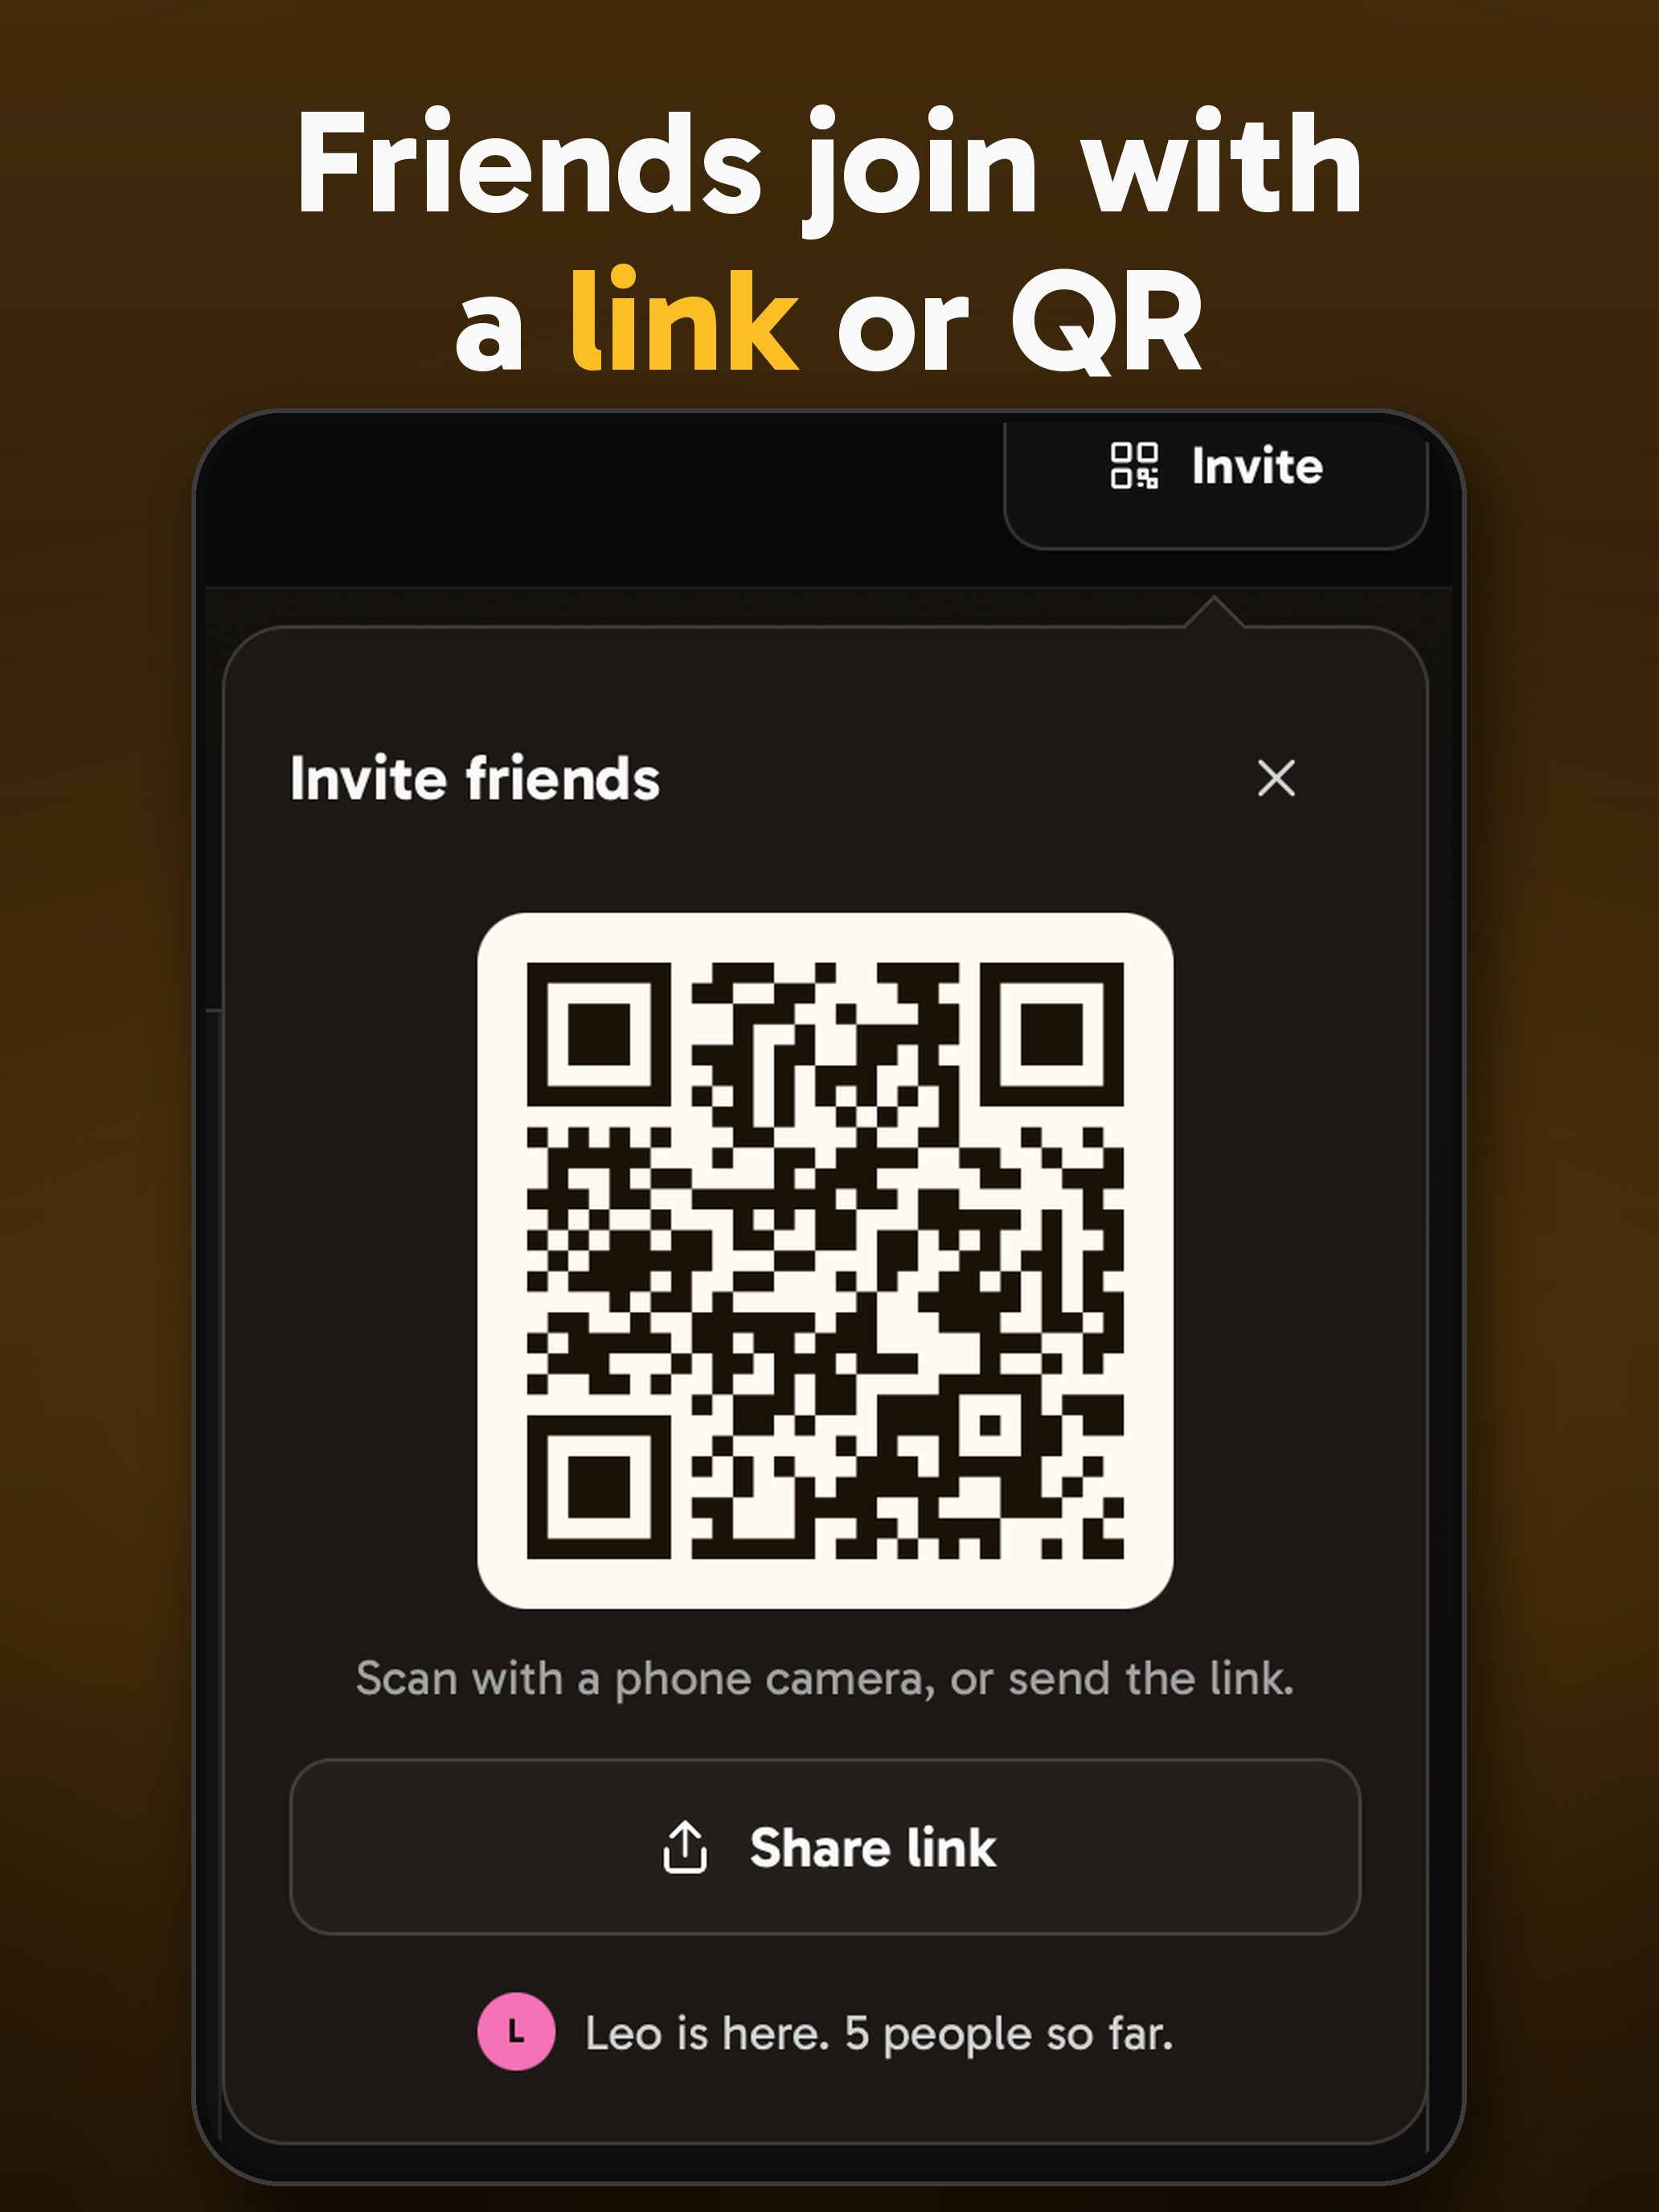 Friends join with
a link or QR
Invite
Invite friends
Scan with a phone camera, or send the link.
Share link
L
Leo is here. 5 people so far.